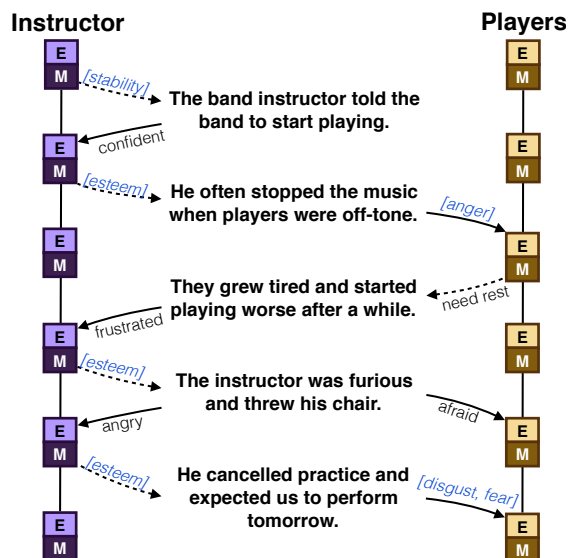 Instructor
Players
E
M
E
M
[stability]
The band instructor told the
band to start playing.
confident
E
M
E
M
[esteem]
He often stopped the music
when players were off-tone.
[anger]
E
M
E
M
They grew tired and started
playing worse after a while.
need rest
frustrated
E
M
E
M
[esteem]
The instructor was furious
and threw his chair.
angry
afraid
E
M
E
M
[esteem]
He cancelled practice and
expected us to perform
tomorrow.
[disgust, fear]
E
M
E
M